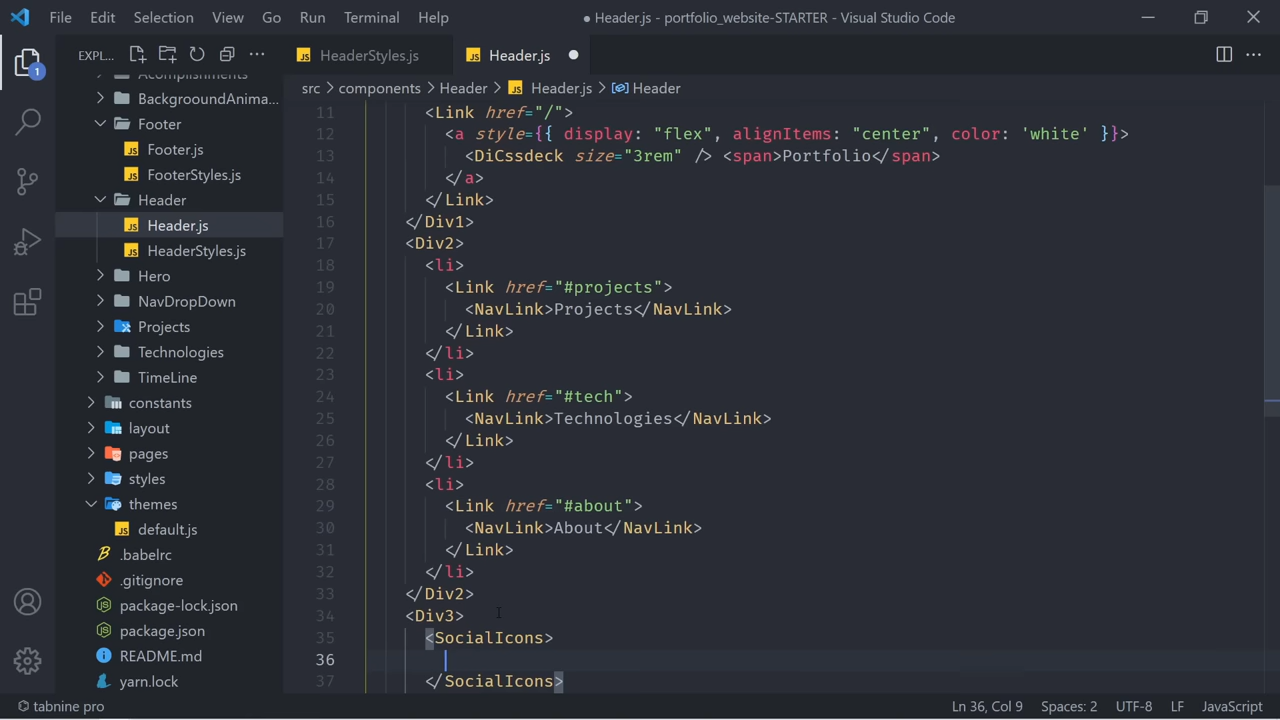 File Edit Selection View Go Run Terminal Help
● Header.js - portfolio_website-STARTER - Visual Studio Code
EXPL...
HeaderStyles.js
Header.js
src > components > Header > Header.js > Header
1
Acomplishments
BackgrooundAnima...
Footer
Footer.js
FooterStyles.js
Header
Header.js
HeaderStyles.js
Hero
NavDropDown
Projects
Technologies
TimeLine
constants
layout
pages
styles
themes
default.js
.babelrc
.gitignore
package-lock.json
package.json
README.md
yarn.lock
11 <Link href="/">
12 <a style={{ display: "flex", alignItems: "center", color: 'white' }}>
13 <DiCssdeck size="3rem" /> <span>Portfolio</span>
14 </a>
15 </Link>
16 </Div1>
17 <Div2>
18 <li>
19 <Link href="#projects">
20 <NavLink>Projects</NavLink>
21 </Link>
22 </li>
23 <li>
24 <Link href="#tech">
25 <NavLink>Technologies</NavLink>
26 </Link>
27 </li>
28 <li>
29 <Link href="#about">
30 <NavLink>About</NavLink>
31 </Link>
32 </li>
33 </Div2>
34 <Div3>
35 <SocialIcons>
36
37 </SocialIcons>
tabnine pro
Ln 36, Col 9 Spaces: 2 UTF-8 LF JavaScript